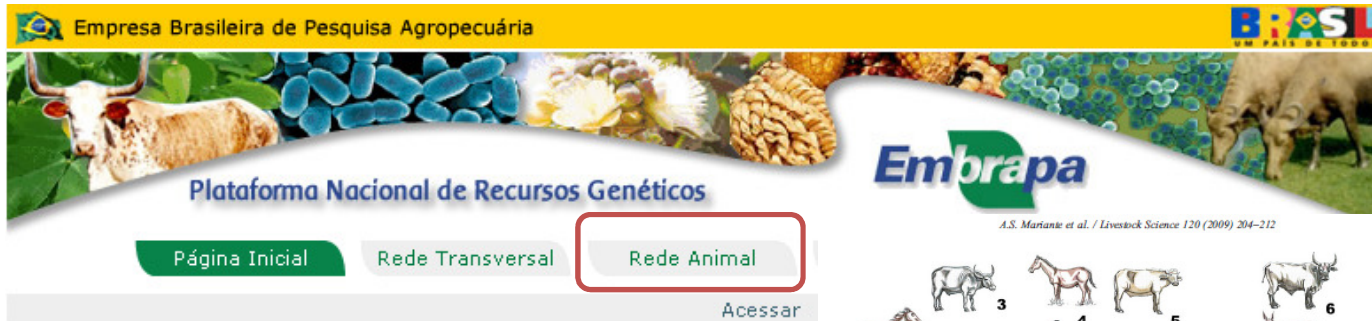 Empresa Brasileira de Pesquisa Agropecuária
BRASIL
UM PAÍS DE TODO
Plataforma Nacional de Recursos Genéticos
Embrapa
A.S. Mariante et al. / Livestock Science 120 (2009) 204–212
Página Inicial
Rede Transversal
Rede Animal
Acessar
3
4
5
6